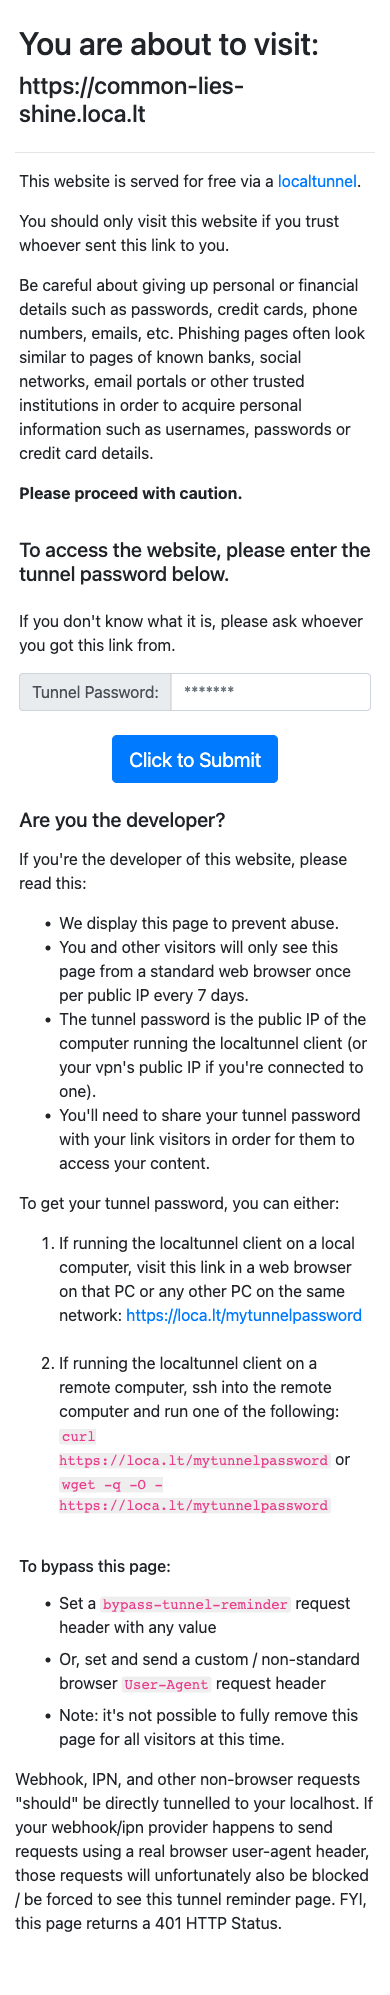 You are about to visit:
https://common-lies-
shine.loca.lt
This website is served for free via a localtunnel.
You should only visit this website if you trust
whoever sent this link to you.
Be careful about giving up personal or financial
details such as passwords, credit cards, phone
numbers, emails, etc. Phishing pages often look
similar to pages of known banks, social
networks, email portals or other trusted
institutions in order to acquire personal
information such as usernames, passwords or
credit card details.
Please proceed with caution.
To access the website, please enter the
tunnel password below.
If you don't know what it is, please ask whoever
you got this link from.
Tunnel Password: *******
Click to Submit
Are you the developer?
If you're the developer of this website, please
read this:
• We display this page to prevent abuse.
• You and other visitors will only see this
page from a standard web browser once
per public IP every 7 days.
• The tunnel password is the public IP of the
computer running the localtunnel client (or
your vpn's public IP if you're connected to
one).
• You'll need to share your tunnel password
with your link visitors in order for them to
access your content.
To get your tunnel password, you can either:
1. If running the localtunnel client on a local
computer, visit this link in a web browser
on that PC or any other PC on the same
network: https://loca.lt/mytunnelpassword
2. If running the localtunnel client on a
remote computer, ssh into the remote
computer and run one of the following:
curl
https://loca.lt/mytunnelpassword or
wget -q -O -
https://loca.lt/mytunnelpassword
To bypass this page:
• Set a bypass-tunnel-reminder request
header with any value
• Or, set and send a custom / non-standard
browser User-Agent request header
• Note: it's not possible to fully remove this
page for all visitors at this time.
Webhook, IPN, and other non-browser requests
"should" be directly tunnelled to your localhost. If
your webhook/ipn provider happens to send
requests using a real browser user-agent header,
those requests will unfortunately also be blocked
/ be forced to see this tunnel reminder page. FYI,
this page returns a 401 HTTP Status.